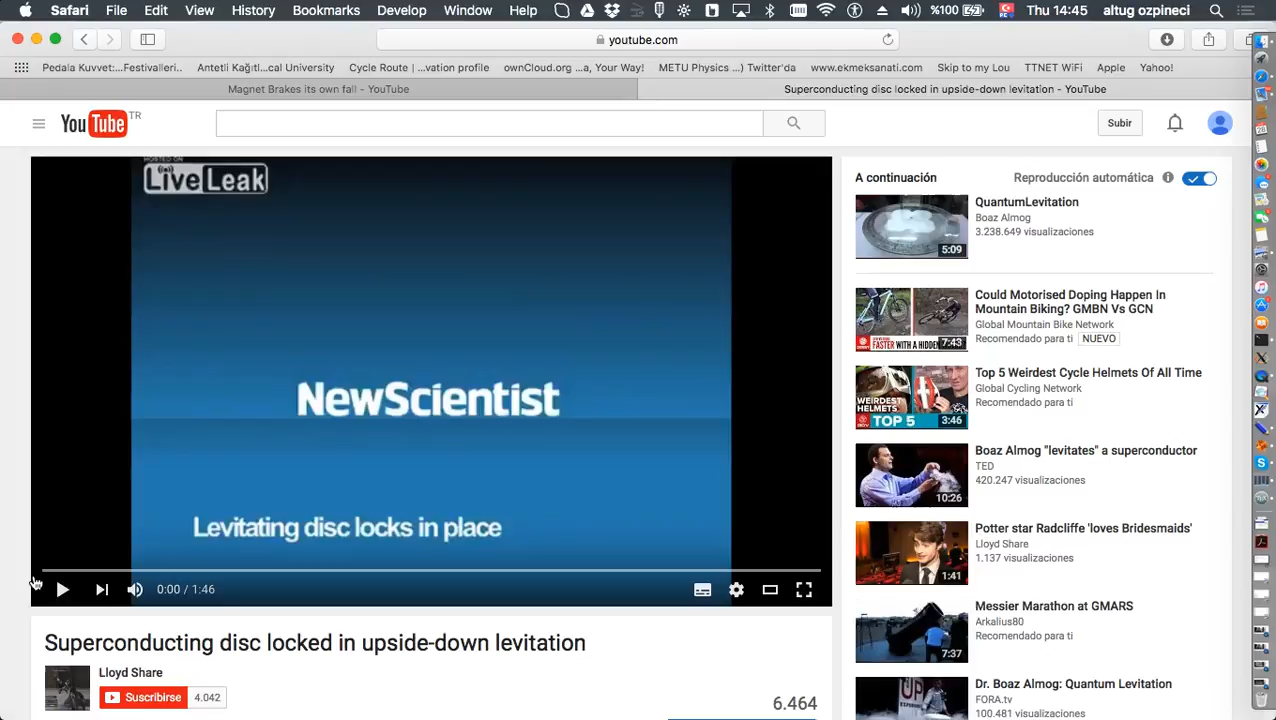 Safari File Edit View History Bookmarks Develop Window Help %100 Thu 14:45 altug ozpineci
youtube.com
Pedala Kuvvet:...Festivalleri.. Antetli Kağıtl...cal University Cycle Route | ...vation profile ownCloud.org ...a, Your Way! METU Physics ...) Twitter'da www.ekmeksanati.com Skip to my Lou TTNET WiFi Apple Yahoo!
Magnet Brakes its own fall - YouTube Superconducting disc locked in upside-down levitation - YouTube
YouTube TR
Subir
HOSTED ON
LiveLeak
NewScientist
Levitating disc locks in place
0:00 / 1:46
Superconducting disc locked in upside-down levitation
Lloyd Share
Suscribirse 4.042
6.464
A continuación Reproducción automática
QuantumLevitation
Boaz Almog
3.238.649 visualizaciones
5:09
Could Motorised Doping Happen In
Mountain Biking? GMBN Vs GCN
Global Mountain Bike Network
Recomendado para ti NUEVO
FASTER WITH A HIDDEN
7:43
Top 5 Weirdest Cycle Helmets Of All Time
Global Cycling Network
Recomendado para ti
WEIRDEST
HELMETS
TOP 5
3:46
Boaz Almog "levitates" a superconductor
TED
420.247 visualizaciones
10:26
Potter star Radcliffe 'loves Bridesmaids'
Lloyd Share
1.137 visualizaciones
1:41
Messier Marathon at GMARS
Arkalius80
Recomendado para ti
7:37
Dr. Boaz Almog: Quantum Levitation
FORA.tv
100.481 visualizaciones
UP